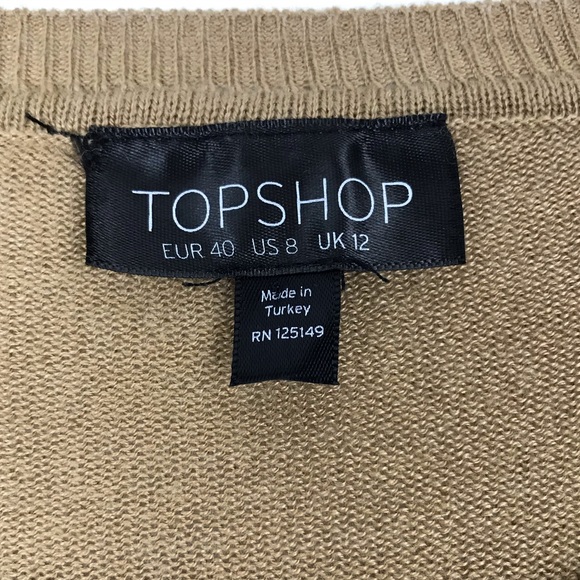 TOPSHOP
EUR 40 US 8 UK 12
Made in
Turkey
RN 125149